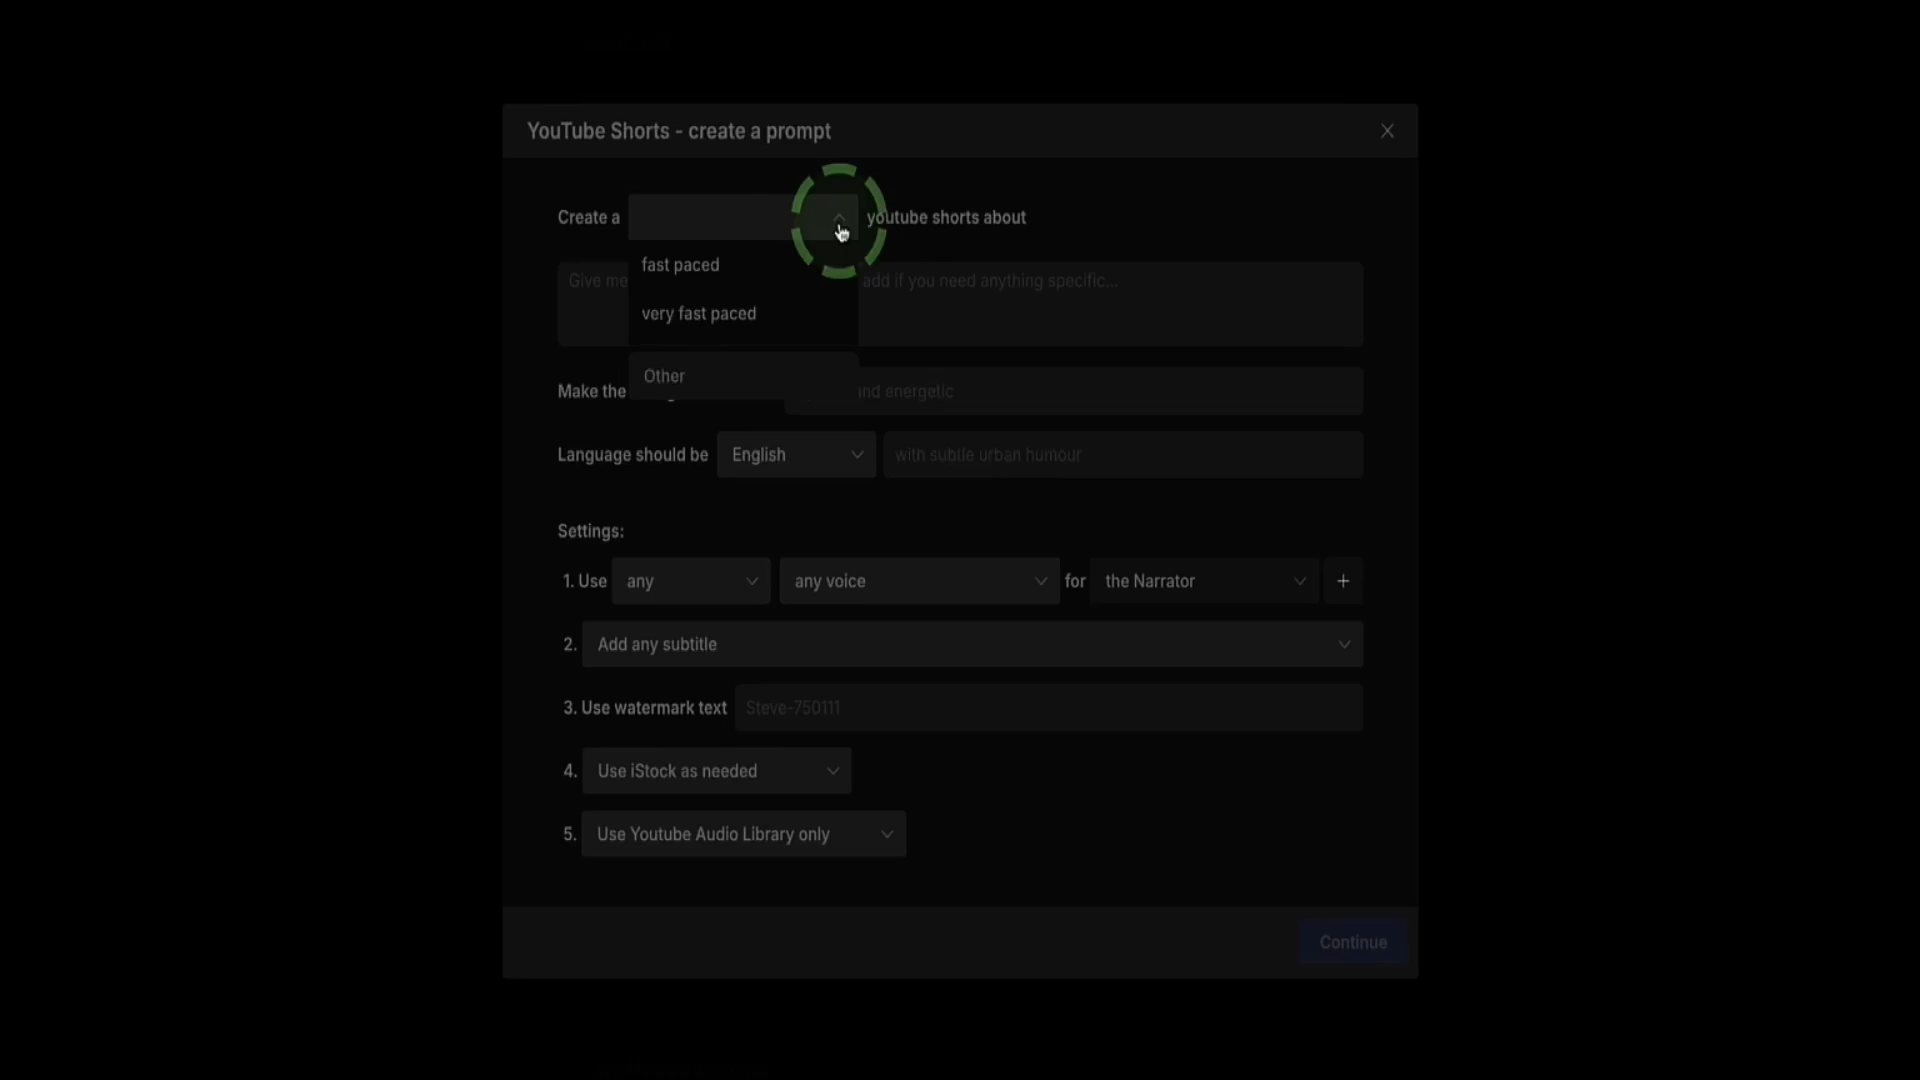 YouTube Shorts - create a prompt
Create a youtube shorts about
fast paced
Give me add if you need anything specific...
very fast paced
Other
Make the and energetic
Language should be English with subtle urban humour
Settings:
1. Use any any voice for the Narrator +
2. Add any subtitle
3. Use watermark text Steve-750111
4. Use iStock as needed
5. Use Youtube Audio Library only
Continue